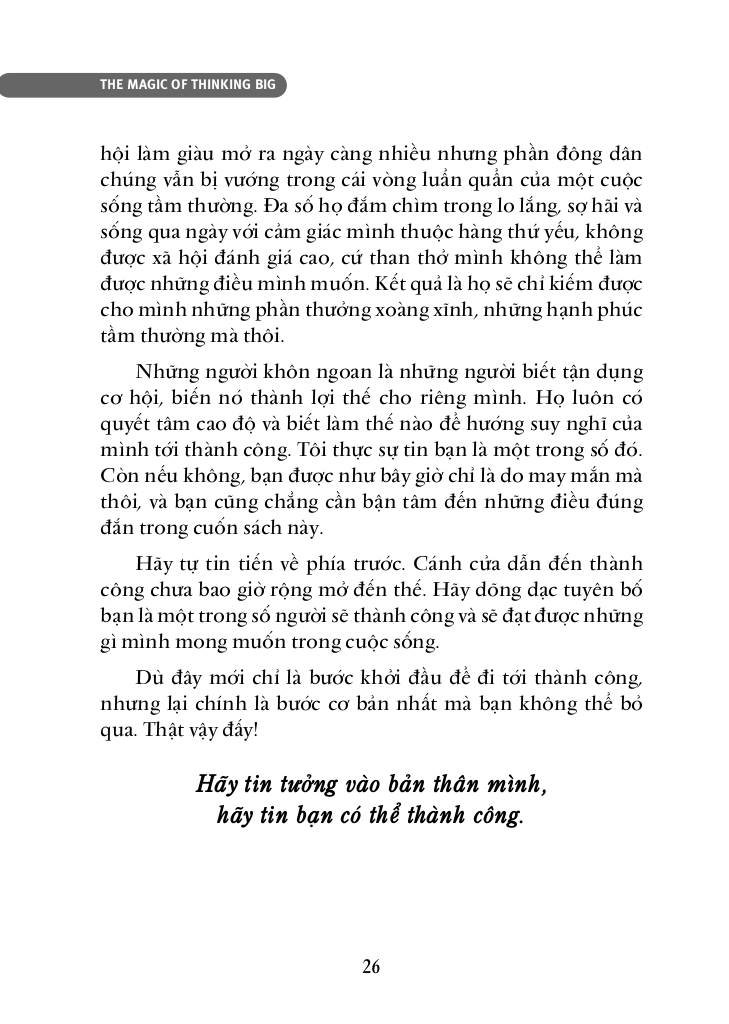 THE MAGIC OF THINKING BIG
hội làm giàu mở ra ngày càng nhiều nhưng phần đông dân
chúng vẫn bị vướng trong cái vòng luẩn quẩn của một cuộc
sống tầm thường. Đa số họ đắm chìm trong lo lắng, sợ hãi và
sống qua ngày với cảm giác mình thuộc hàng thứ yếu, không
được xã hội đánh giá cao, cứ than thở mình không thể làm
được những điều mình muốn. Kết quả là họ sẽ chỉ kiếm được
cho mình những phần thưởng xoàng xĩnh, những hạnh phúc
tầm thường mà thôi.
Những người khôn ngoan là những người biết tận dụng
cơ hội, biến nó thành lợi thế cho riêng mình. Họ luôn có
quyết tâm cao độ và biết làm thế nào để hướng suy nghĩ của
mình tới thành công. Tôi thực sự tin bạn là một trong số đó.
Còn nếu không, bạn được như bây giờ chỉ là do may mắn mà
thôi, và bạn cũng chẳng cần bận tâm đến những điều đúng
đắn trong cuốn sách này.
Hãy tự tin tiến về phía trước. Cánh cửa dẫn đến thành
công chưa bao giờ rộng mở đến thế. Hãy dõng dạc tuyên bố
bạn là một trong số người sẽ thành công và sẽ đạt được những
gì mình mong muốn trong cuộc sống.
Dù đây mới chỉ là bước khởi đầu để đi tới thành công,
nhưng lại chính là bước cơ bản nhất mà bạn không thể bỏ
qua. Thật vậy đấy!
Hãy tin tưởng vào bản thân mình,
hãy tin bạn có thể thành công.
26